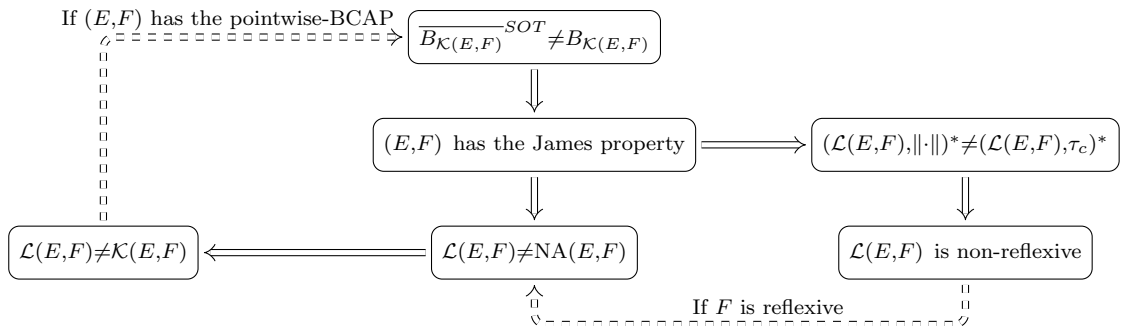 If (E,F) has the pointwise-BCAP
$\overline{B_{\mathcal{K}(E,F)}}^{SOT} \neq B_{\mathcal{K}(E,F)}$
(E,F) has the James property
$(\mathcal{L}(E,F),\|\cdot\|)^* \neq (\mathcal{L}(E,F),\tau_c)^*$
$\mathcal{L}(E,F) \neq \mathcal{K}(E,F)$
$\mathcal{L}(E,F) \neq \mathrm{NA}(E,F)$
$\mathcal{L}(E,F)$ is non-reflexive
If F is reflexive